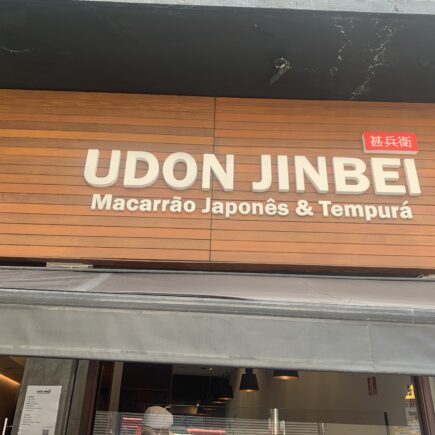 甚兵衛
UDON JINBEI
Macarrão Japonês & Tempurá